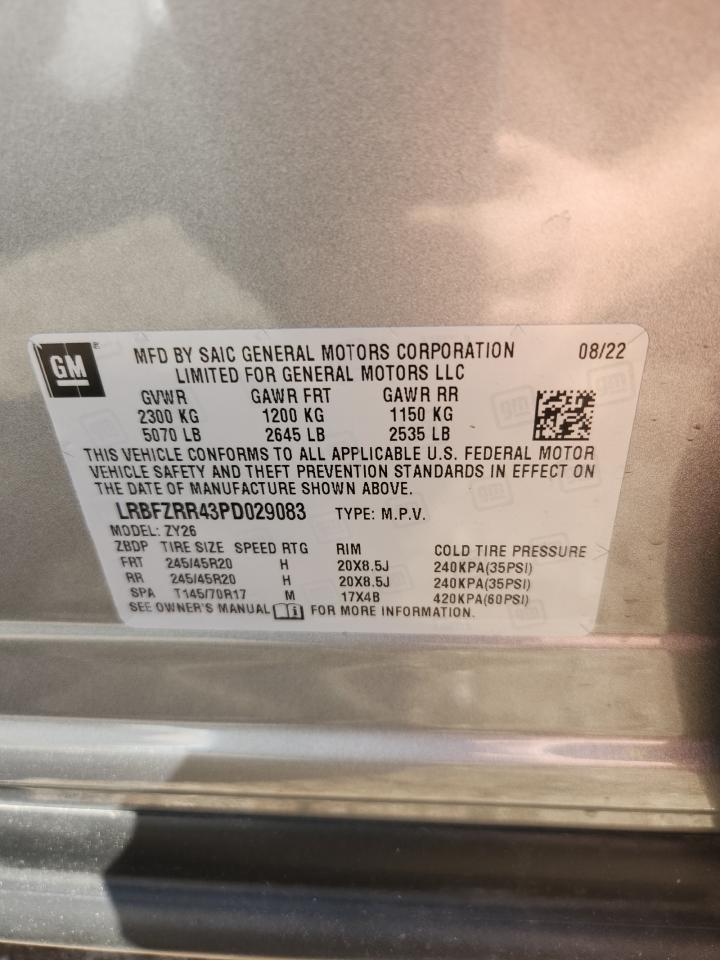 GM
MFD BY SAIC GENERAL MOTORS CORPORATION 08/22
LIMITED FOR GENERAL MOTORS LLC
GVWR GAWR FRT GAWR RR
2300 KG 1200 KG 1150 KG
5070 LB 2645 LB 2535 LB
THIS VEHICLE CONFORMS TO ALL APPLICABLE U.S. FEDERAL MOTOR
VEHICLE SAFETY AND THEFT PREVENTION STANDARDS IN EFFECT ON
THE DATE OF MANUFACTURE SHOWN ABOVE.
LRBFZRR43PD029083 TYPE: M.P.V.
MODEL: ZY26
ZBDP TIRE SIZE SPEED RTG RIM COLD TIRE PRESSURE
FRT 245/45R20 H 20X8.5J 240KPA(35PSI)
RR 245/45R20 H 20X8.5J 240KPA(35PSI)
SPA T145/70R17 M 17X4B 420KPA(60PSI)
SEE OWNER'S MANUAL FOR MORE INFORMATION.